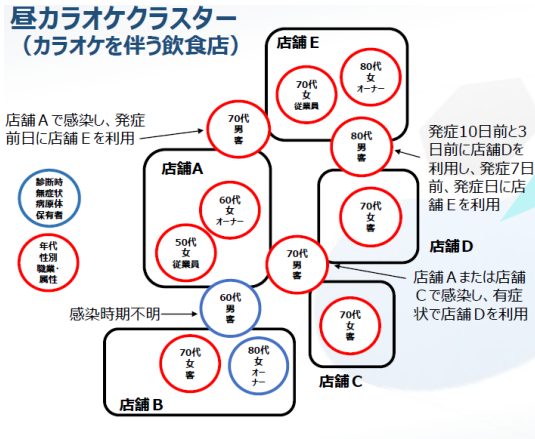 昼カラオケクラスター
（カラオケを伴う飲食店）
店舗E
80代
女
オーナー
70代
女
従業員
店舗Aで感染し、発症
前日に店舗Eを利用
70代
男
客
80代
男
客
発症10日前と3
日前に店舗Dを
利用し、発症7日
前、発症日に店
舗Eを利用
店舗A
診断時
無症状
病原体
保有者
60代
女
オーナー
70代
女
客
年代
性別
職業・
属性
50代
女
従業員
店舗D
70代
男
客
店舗Aまたは店舗
Cで感染し、有症
状で店舗Dを利用
感染時期不明
60代
男
客
70代
女
客
店舗C
70代
女
客
80代
女
オー
ナー
店舗B